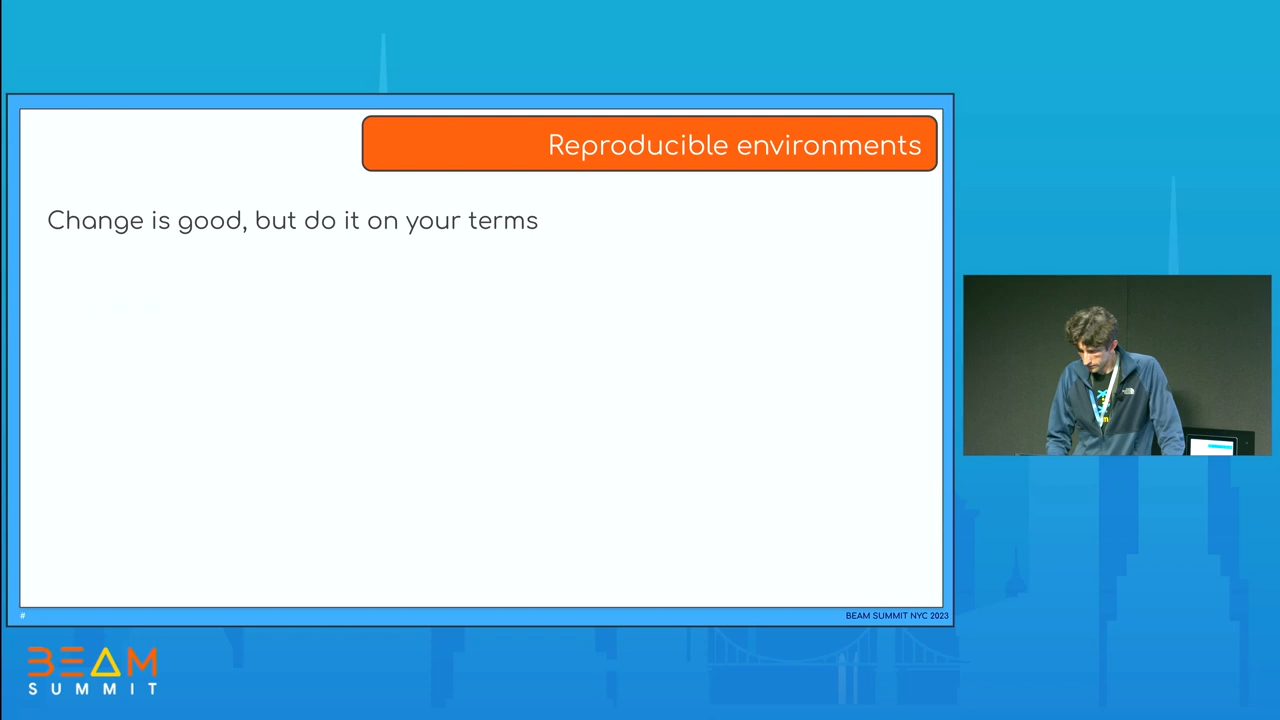 Reproducible environments
Change is good, but do it on your terms
#
BEAM SUMMIT NYC 2023
BEAM
SUMMIT